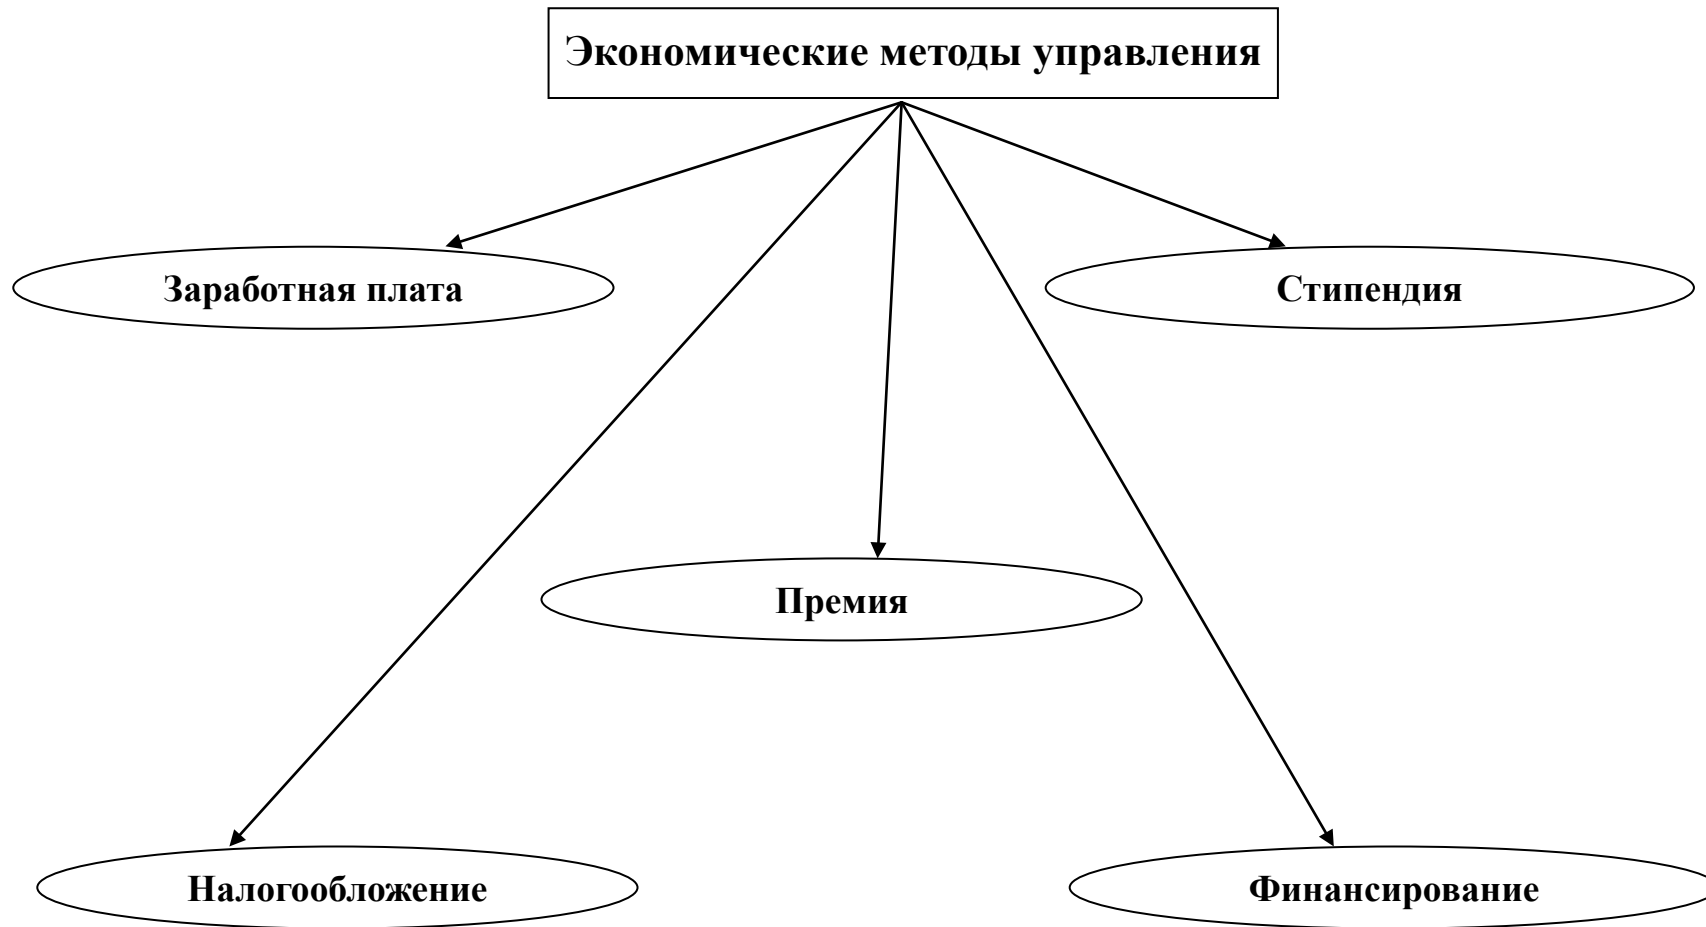 Экономические методы управления
Заработная плата
Стипендия
Премия
Налогообложение
Финансирование